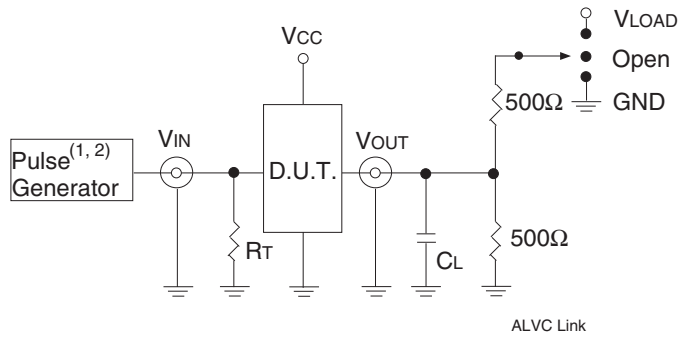 VLOAD
VCC
Open
500Ω
GND
VIN
VOUT
Pulse(1, 2)
Generator
D.U.T.
RT
CL
500Ω
ALVC Link